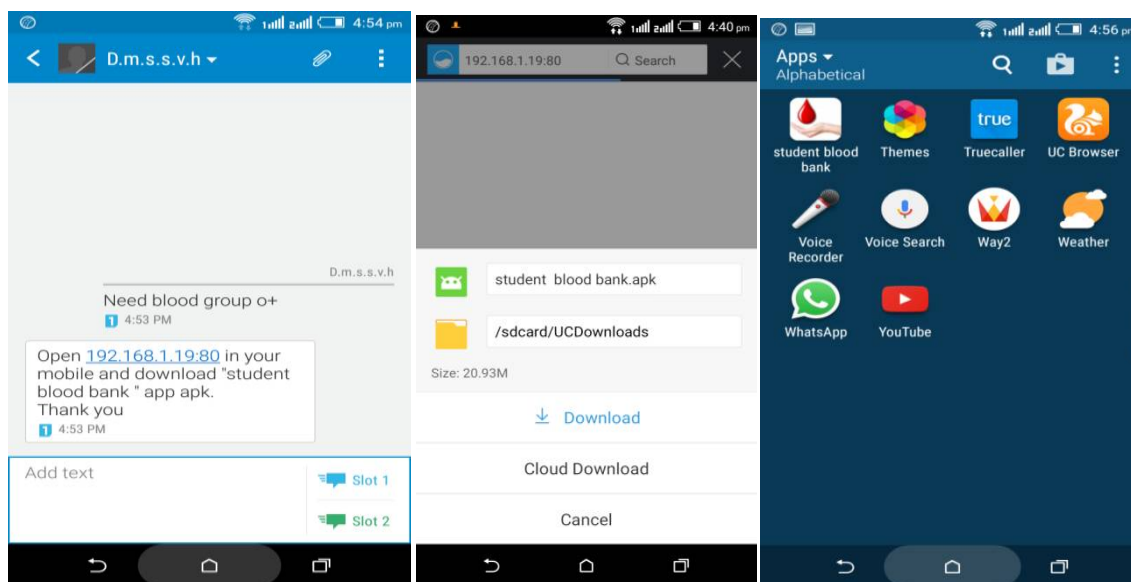 4:54 pm
D.m.s.s.v.h
D.m.s.s.v.h
Need blood group o+
1 4:53 PM
Open 192.168.1.19:80 in your
mobile and download "student
blood bank " app apk.
Thank you
1 4:53 PM
Add text
Slot 1
Slot 2
4:40 pm
192.168.1.19:80
Search
student blood bank.apk
/sdcard/UCDownloads
Size: 20.93M
Download
Cloud Download
Cancel
4:56 pr
Apps
Alphabetical
true
student blood
bank
Themes
Truecaller
UC Browser
Voice
Recorder
Voice Search
Way2
Weather
WhatsApp
YouTube